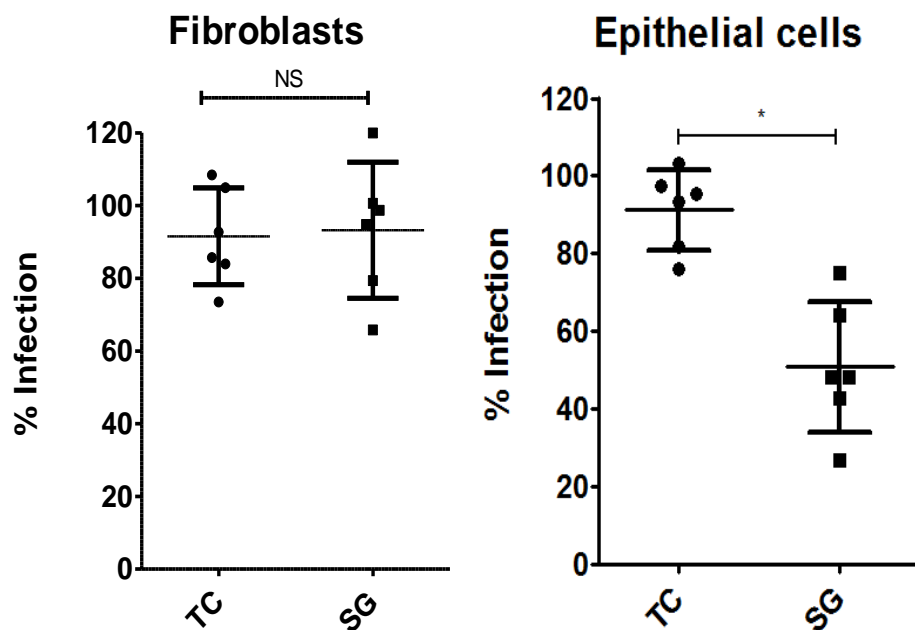 Fibroblasts
NS
% Infection
120
100
80
60
40
20
0
TC
SG
Epithelial cells
*
% Infection
120
100
80
60
40
20
0
TC
SG